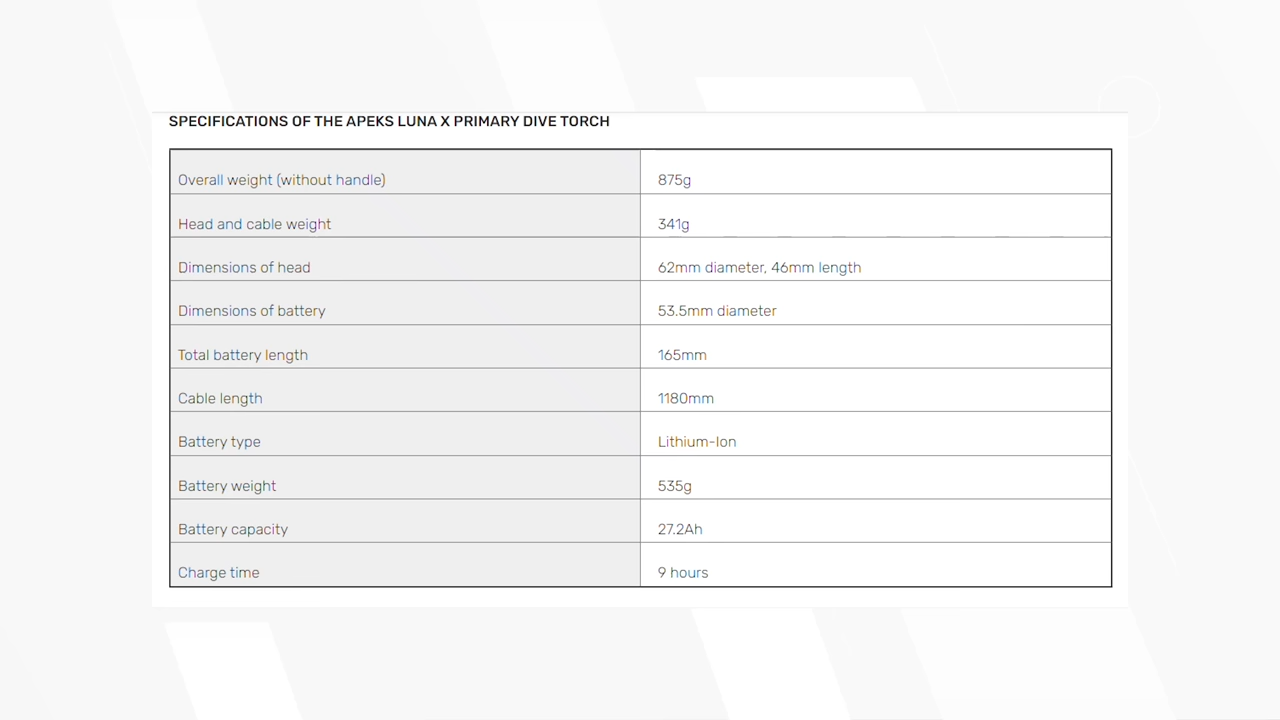 SPECIFICATIONS OF THE APEKS LUNA X PRIMARY DIVE TORCH
Overall weight (without handle) 875g
Head and cable weight 341g
Dimensions of head 62mm diameter, 46mm length
Dimensions of battery 53.5mm diameter
Total battery length 165mm
Cable length 1180mm
Battery type Lithium-Ion
Battery weight 535g
Battery capacity 27.2Ah
Charge time 9 hours